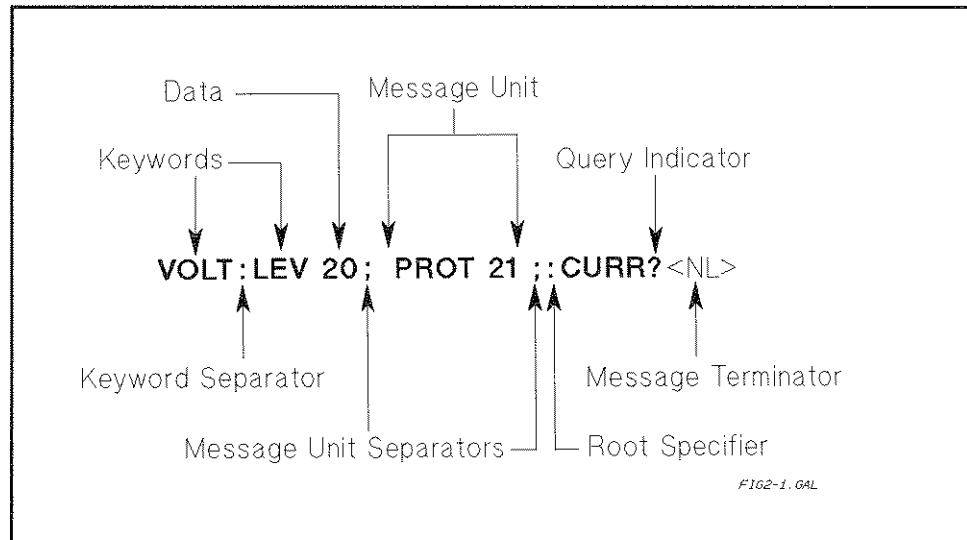 Data
Message Unit
Keywords
Query Indicator
VOLT:LEV 20; PROT 21 ;:CURR?<NL>
Keyword Separator
Message Terminator
Message Unit Separators
Root Specifier
FIG2-1.GAL